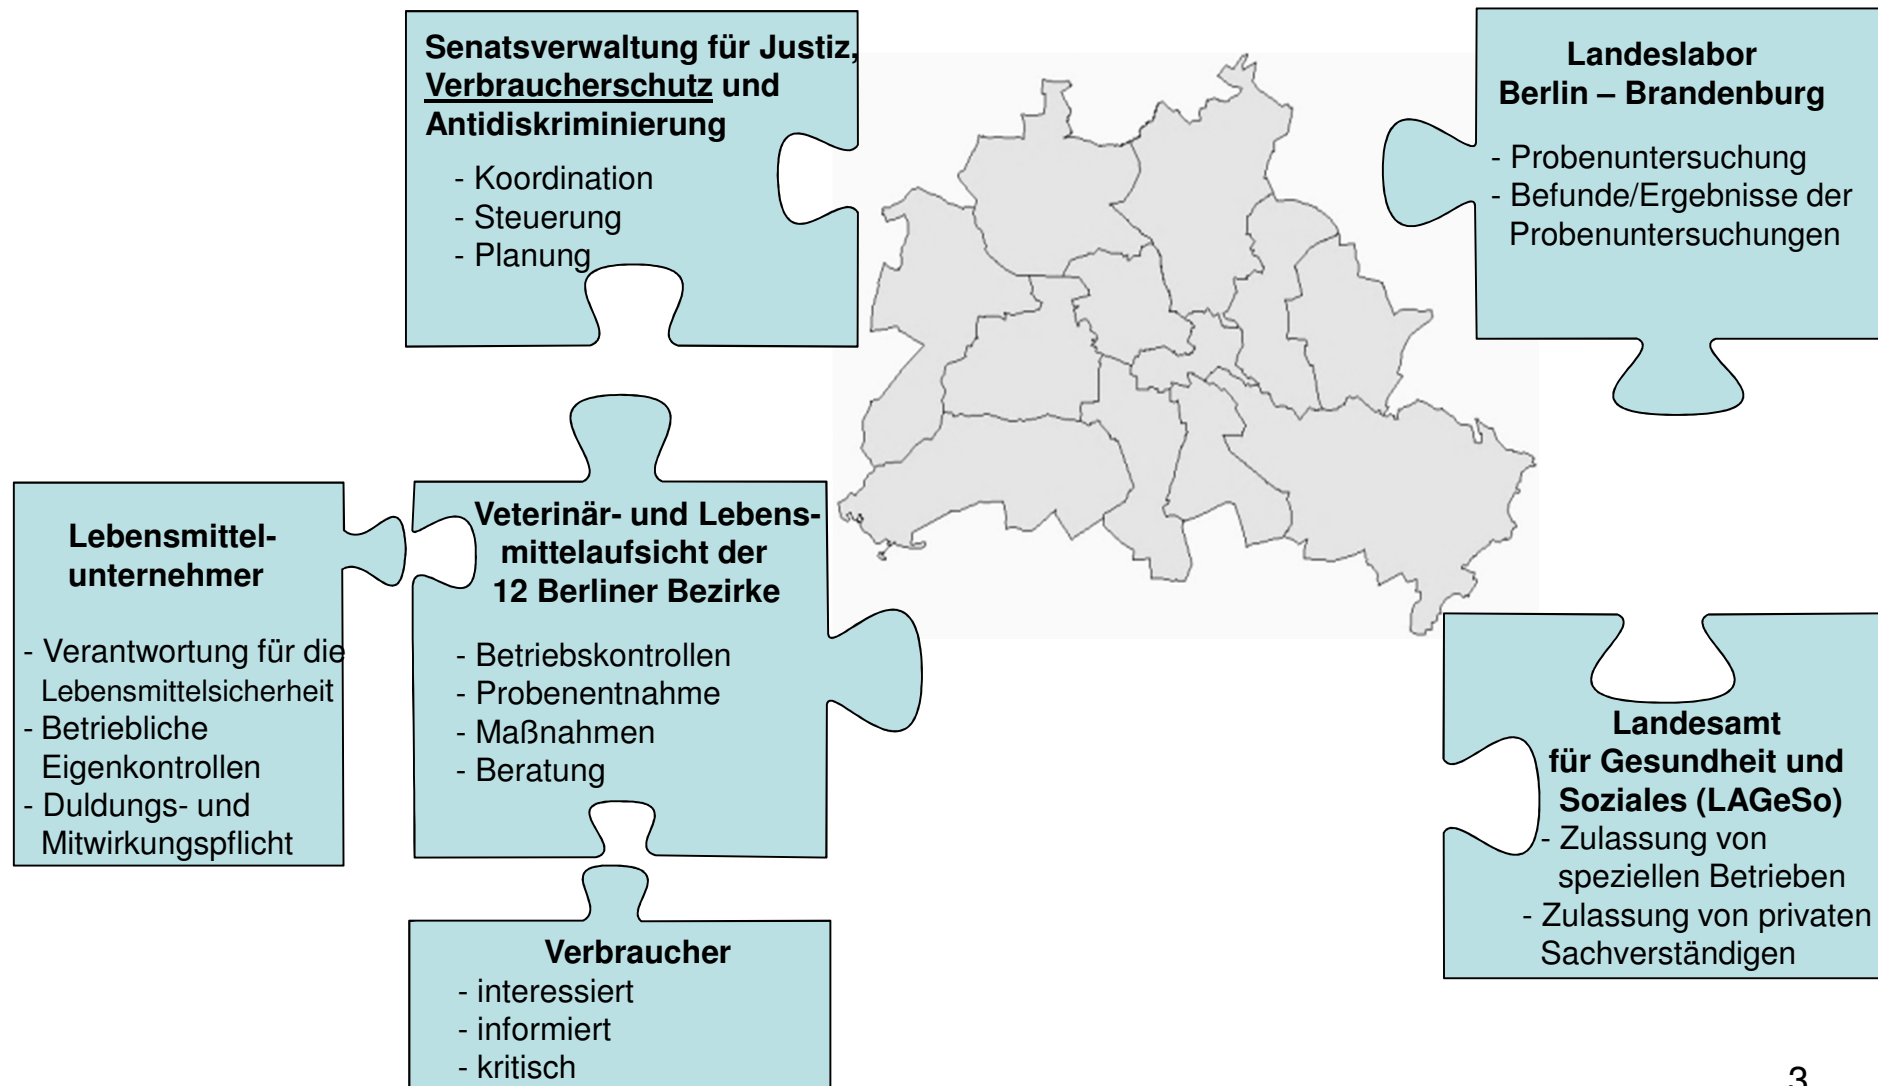 Senatsverwaltung für Justiz,
Verbraucherschutz und
Antidiskriminierung
- Koordination
- Steuerung
- Planung
Landeslabor
Berlin – Brandenburg
- Probenuntersuchung
- Befunde/Ergebnisse der
Probenuntersuchungen
Lebensmittel-
unternehmer
- Verantwortung für die
Lebensmittelsicherheit
- Betriebliche
Eigenkontrollen
- Duldungs- und
Mitwirkungspflicht
Veterinär- und Lebens-
mittelaufsicht der
12 Berliner Bezirke
- Betriebskontrollen
- Probenentnahme
- Maßnahmen
- Beratung
Landesamt
für Gesundheit und
Soziales (LAGeSo)
- Zulassung von
speziellen Betrieben
- Zulassung von privaten
Sachverständigen
Verbraucher
- interessiert
- informiert
- kritisch
3